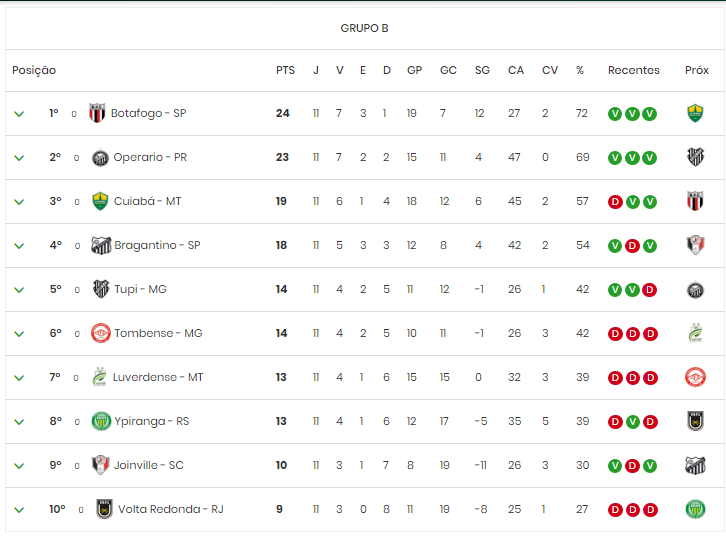 GRUPO B
Posição PTS J V E D GP GC SG CA CV % Recentes Próx
1º 0 Botafogo - SP 24 11 7 3 1 19 7 12 27 2 72 V V V
2º 0 Operario - PR 23 11 7 2 2 15 11 4 47 0 69 V V V
3º 0 Cuiabá - MT 19 11 6 1 4 18 12 6 45 2 57 D V V
4º 0 Bragantino - SP 18 11 5 3 3 12 8 4 42 2 54 V D V
5º 0 Tupi - MG 14 11 4 2 5 11 12 -1 26 1 42 V V D
6º 0 Tombense - MG 14 11 4 2 5 10 11 -1 26 3 42 D D D
7º 0 Luverdense - MT 13 11 4 1 6 15 15 0 32 3 39 D D D
8º 0 Ypiranga - RS 13 11 4 1 6 12 17 -5 35 5 39 D V D
9º 0 Joinville - SC 10 11 3 1 7 8 19 -11 26 3 30 V D V
10º 0 Volta Redonda - RJ 9 11 3 0 8 11 19 -8 25 1 27 D D D